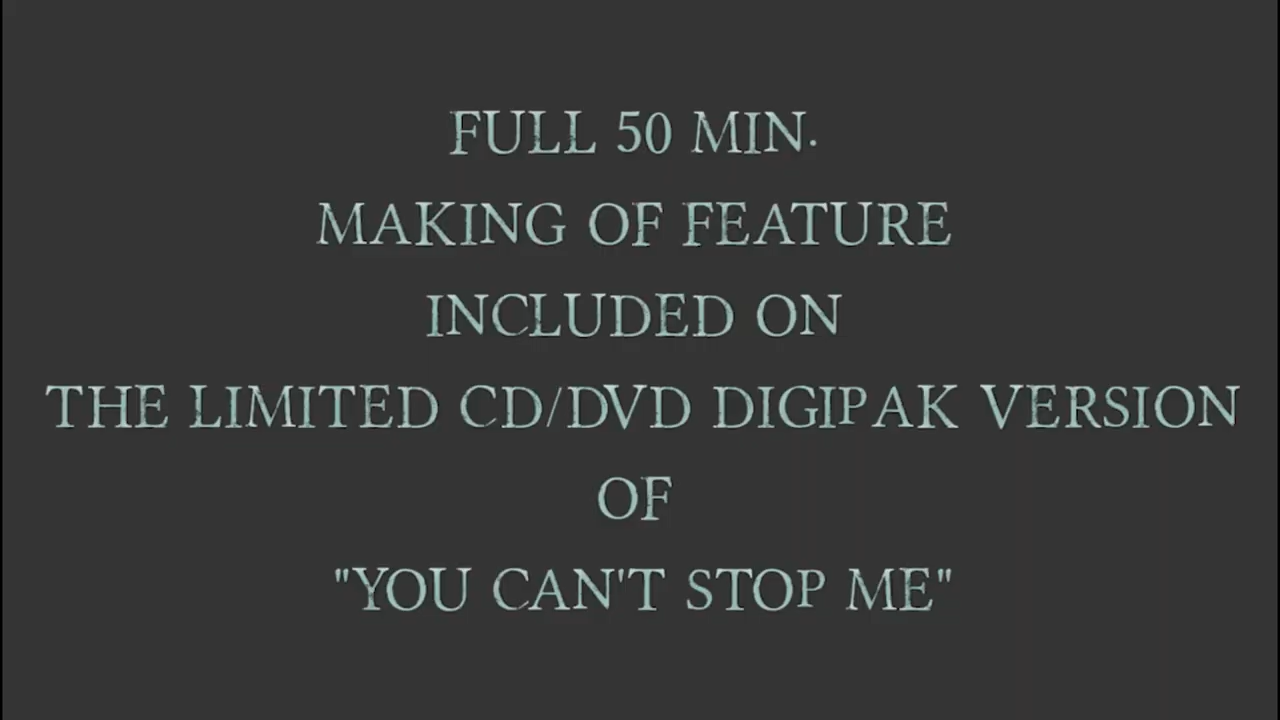 FULL 50 MIN.
MAKING OF FEATURE
INCLUDED ON
THE LIMITED CD/DVD DIGIPAK VERSION
OF
"YOU CAN'T STOP ME"